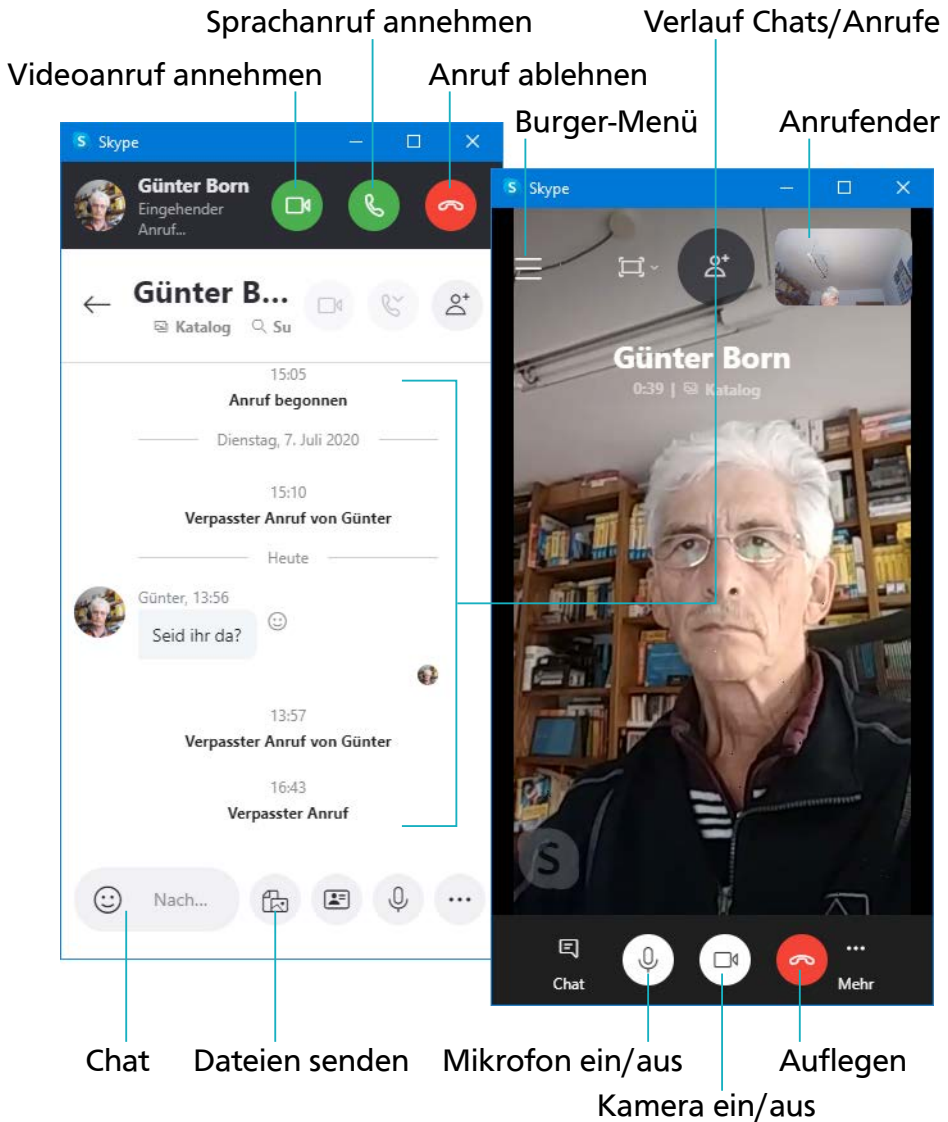 Sprachanruf annehmen
Verlauf Chats/Anrufe
Videoanruf annehmen
Anruf ablehnen
Burger-Menü
Anrufender
S Skype
Günter Born
Eingehender
Anruf...
Günter B...
Katalog
Su
15:05
Anruf begonnen
Dienstag, 7. Juli 2020
15:10
Verpasster Anruf von Günter
Heute
Günter, 13:56
Seid ihr da?
13:57
Verpasster Anruf von Günter
16:43
Verpasster Anruf
Nach...
S Skype
Günter Born
0:39 | Katalog
S
Chat
Mehr
Chat
Dateien senden
Mikrofon ein/aus
Auflegen
Kamera ein/aus